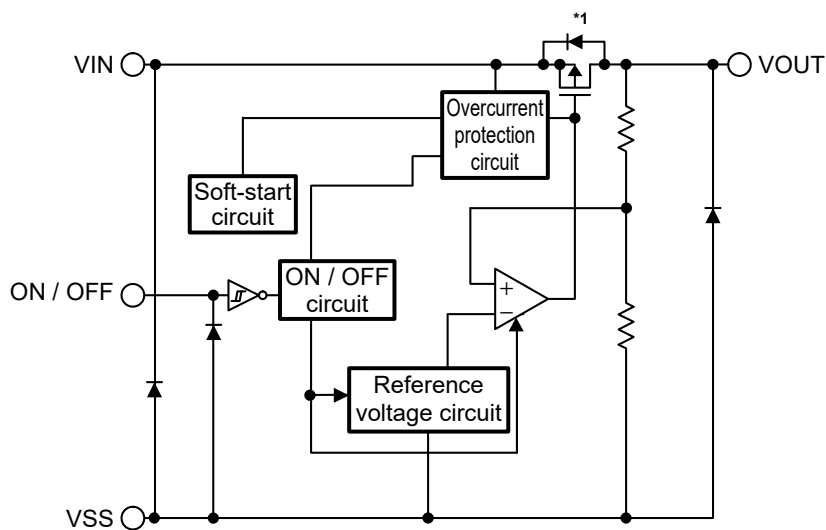 *1
VIN
VOUT
Overcurrent
protection
circuit
Soft-start
circuit
ON / OFF
ON / OFF
circuit
+
−
Reference
voltage circuit
VSS